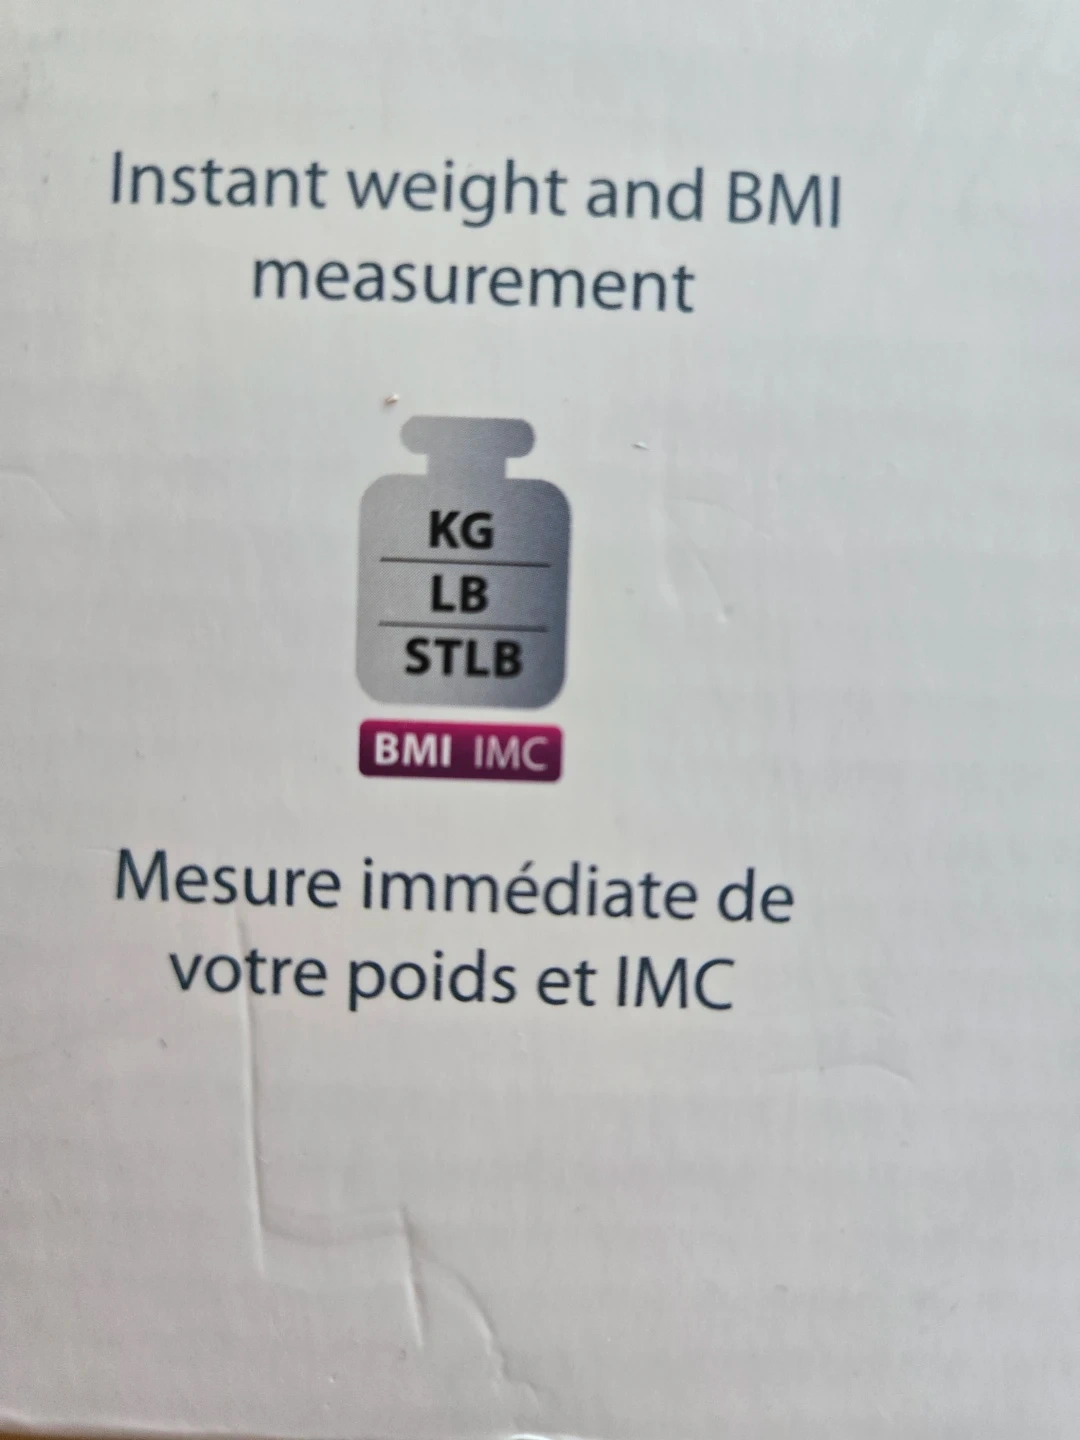 Instant weight and BMI
measurement
KG
LB
STLB
BMI IMC
Mesure immédiate de
votre poids et IMC